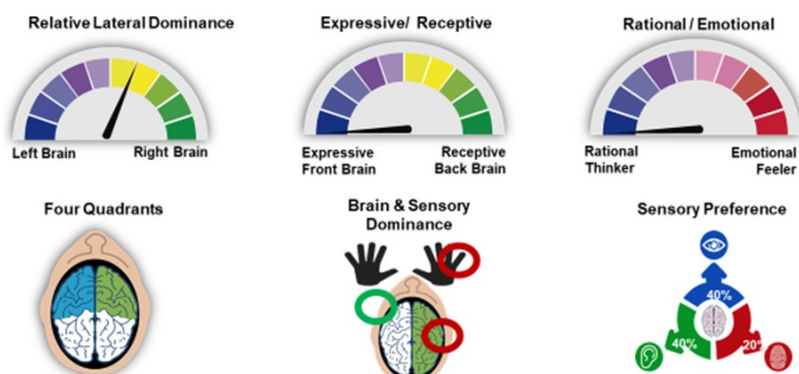 Relative Lateral Dominance
Left Brain
Right Brain
Expressive/ Receptive
Expressive
Front Brain
Receptive
Back Brain
Rational / Emotional
Rational
Thinker
Emotional
Feeler
Four Quadrants
Brain & Sensory
Dominance
Sensory Preference
40%
40%
20%